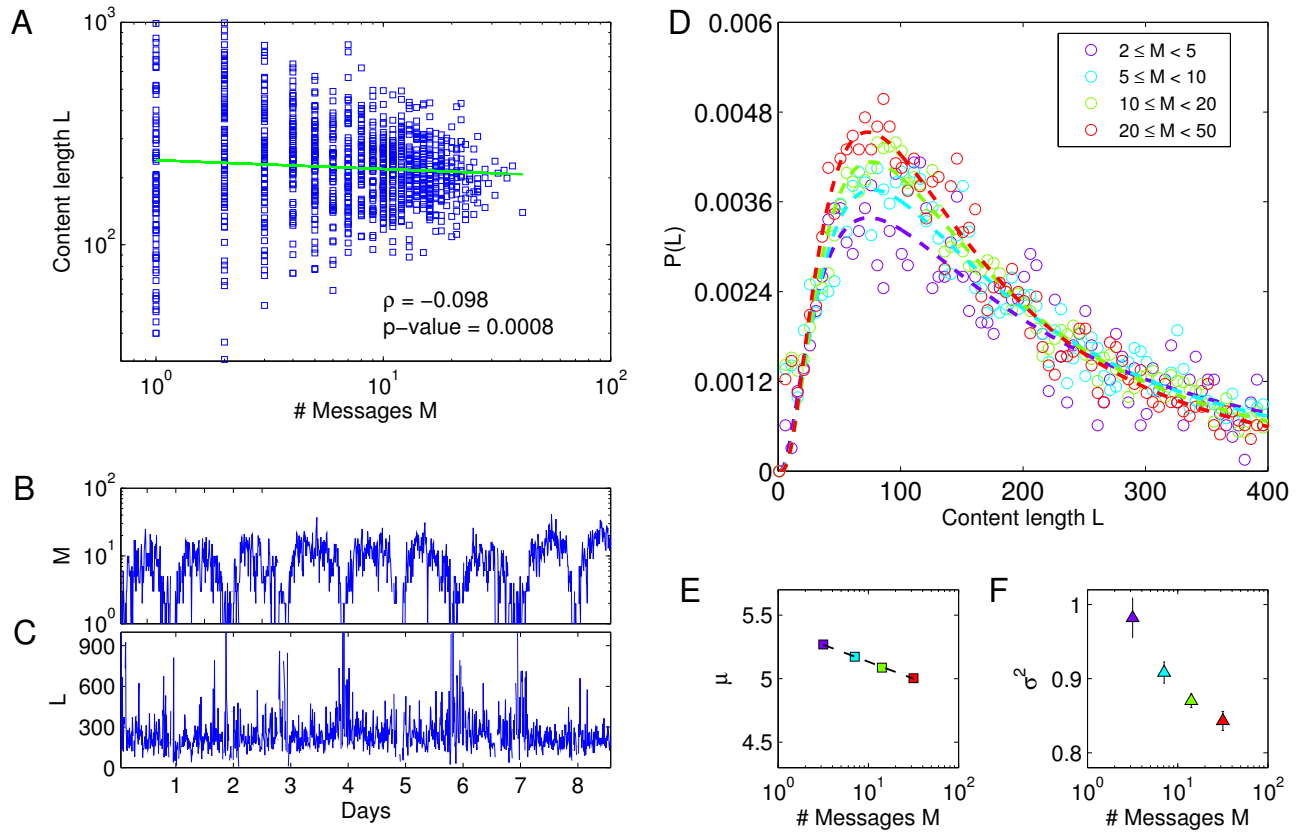 A
10³
10²
Content length L
ρ = −0.098
p−value = 0.0008
10⁰
10¹
10²
# Messages M
B
10²
10¹
10⁰
M
C
900
600
300
0
L
1
2
3
4
5
6
7
8
Days
D
0.006
0.0048
0.0036
0.0024
0.0012
0
P(L)
2 ≤ M < 5
5 ≤ M < 10
10 ≤ M < 20
20 ≤ M < 50
0
100
200
300
400
Content length L
E
5.5
5
4.5
μ
10⁰
10¹
10²
# Messages M
F
1
0.9
0.8
σ²
10⁰
10¹
10²
# Messages M